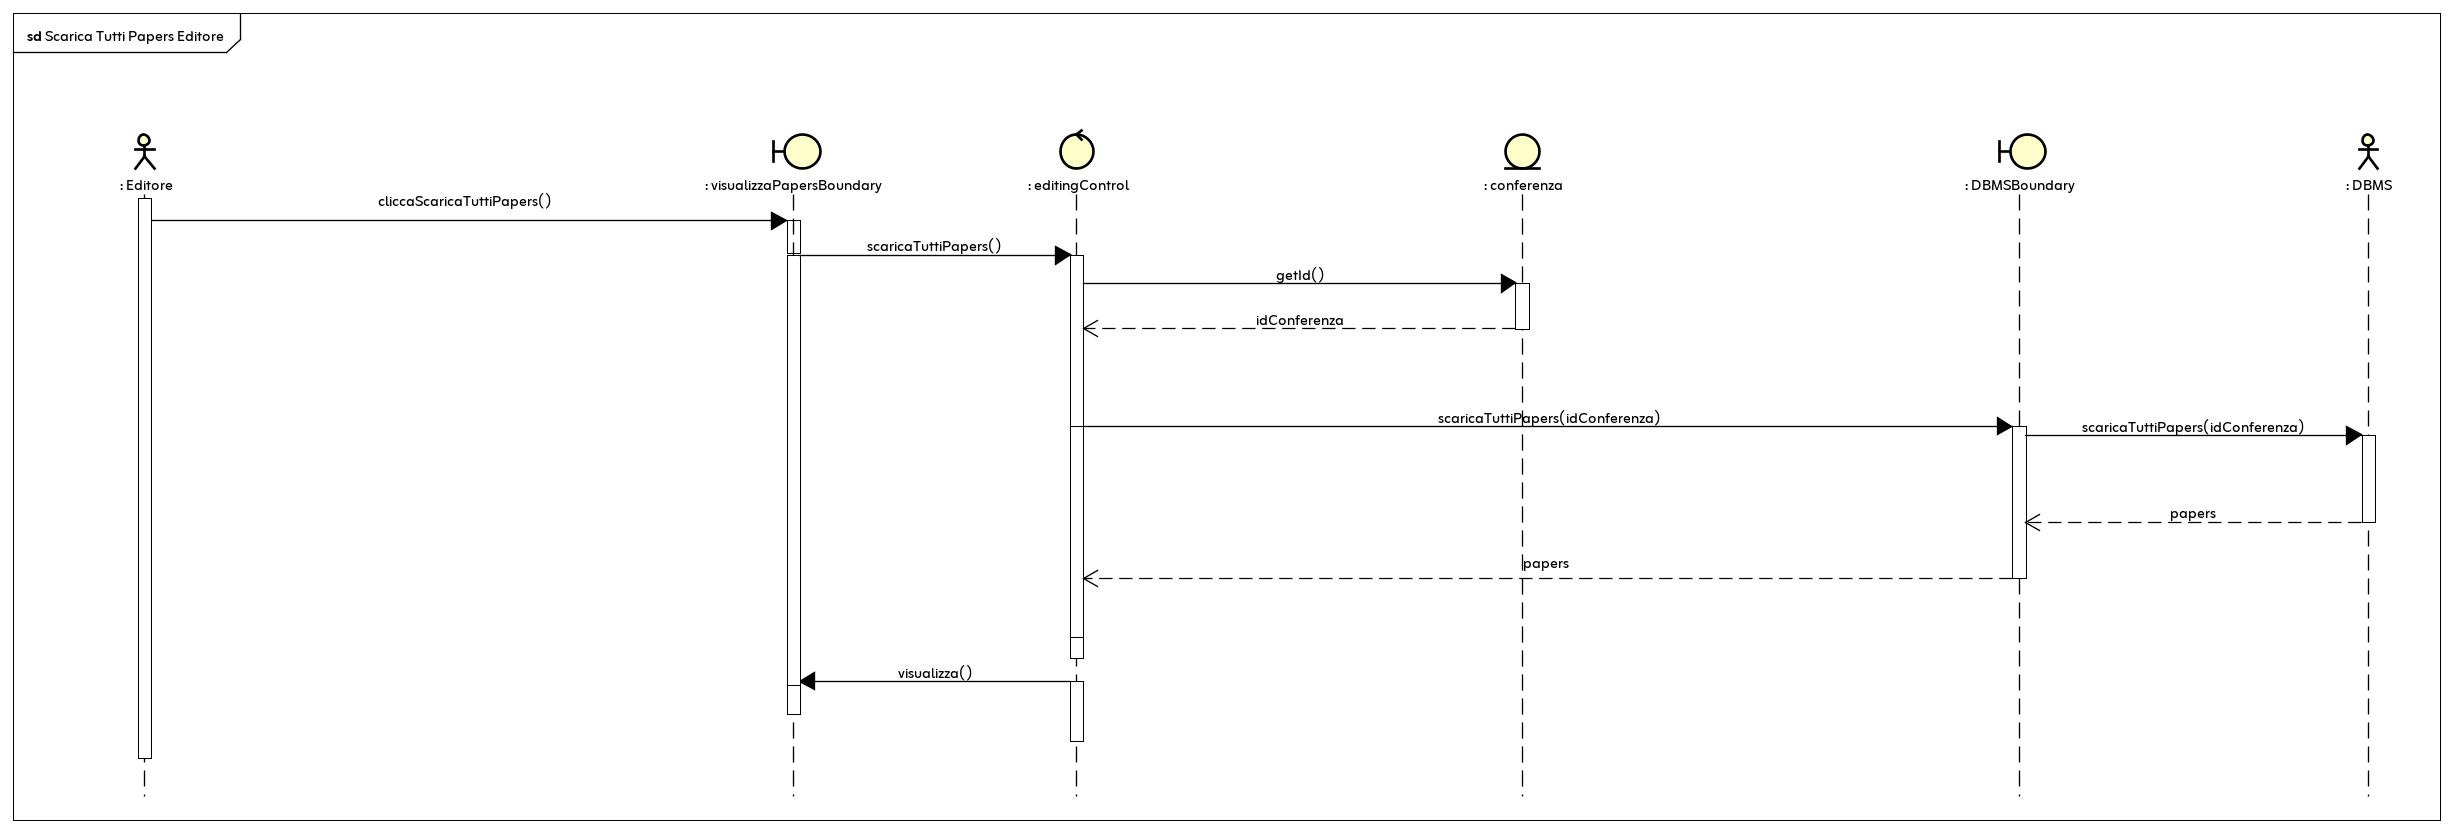 sd Scarica Tutti Papers Editore
: Editore
: visualizzaPapersBoundary
: editingControl
: conferenza
: DBMSBoundary
: DBMS
cliccaScaricaTuttiPapers()
scaricaTuttiPapers()
getId()
idConferenza
scaricaTuttiPapers(idConferenza)
scaricaTuttiPapers(idConferenza)
papers
papers
visualizza()